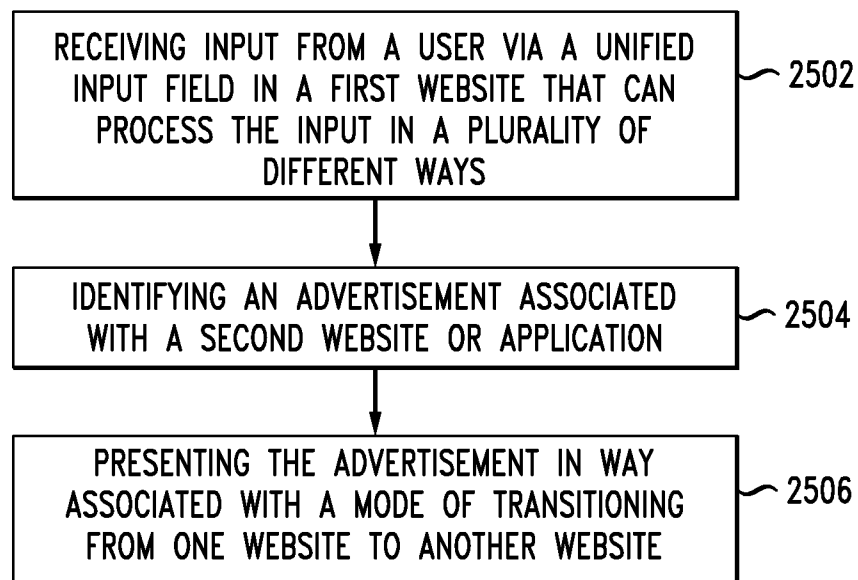 RECEIVING INPUT FROM A USER VIA A UNIFIED
INPUT FIELD IN A FIRST WEBSITE THAT CAN
PROCESS THE INPUT IN A PLURALITY OF
DIFFERENT WAYS
2502
IDENTIFYING AN ADVERTISEMENT ASSOCIATED
WITH A SECOND WEBSITE OR APPLICATION
2504
PRESENTING THE ADVERTISEMENT IN WAY
ASSOCIATED WITH A MODE OF TRANSITIONING
FROM ONE WEBSITE TO ANOTHER WEBSITE
2506